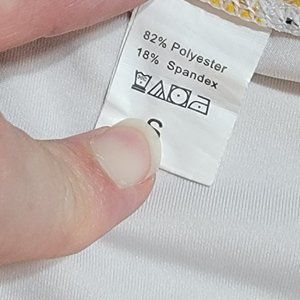 82% Polyester
18% Spandex
S